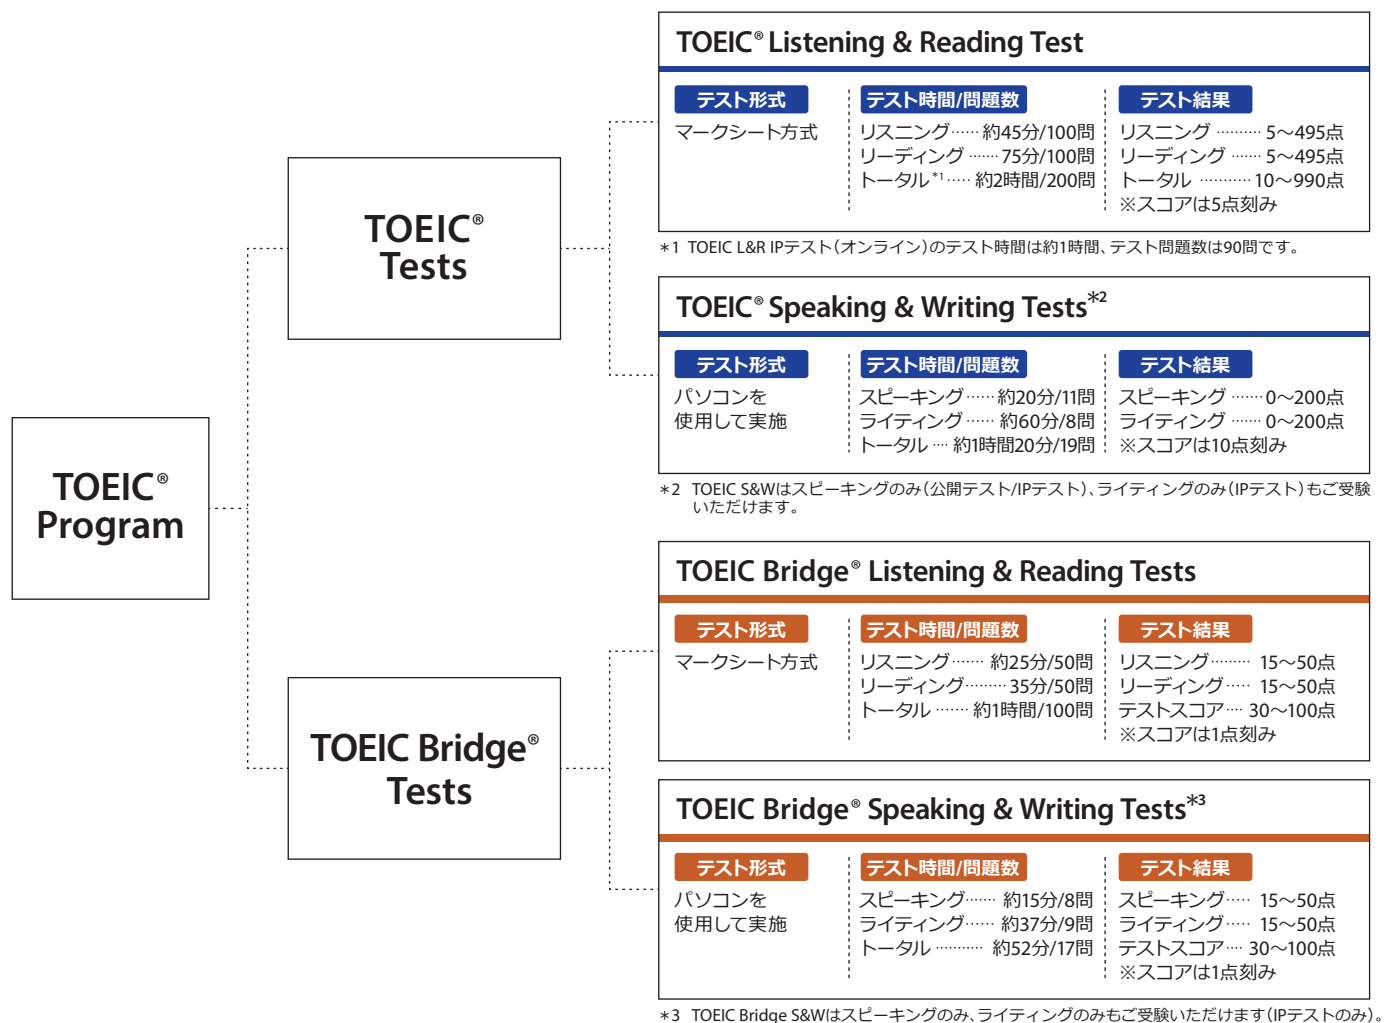 TOEIC® Listening & Reading Test
テスト形式
マークシート方式
テスト時間/問題数
リスニング…… 約45分/100問
リーディング …… 75分/100問
トータル*1 …… 約2時間/200問
テスト結果
リスニング ……… 5〜495点
リーディング …… 5〜495点
トータル ……… 10〜990点
※スコアは5点刻み
*1 TOEIC L&R IPテスト(オンライン)のテスト時間は約1時間、テスト問題数は90問です。
TOEIC® Tests
TOEIC® Speaking & Writing Tests*2
テスト形式
パソコンを
使用して実施
テスト時間/問題数
スピーキング…… 約20分/11問
ライティング …… 約60分/8問
トータル … 約1時間20分/19問
テスト結果
スピーキング ……0〜200点
ライティング ……0〜200点
※スコアは10点刻み
*2 TOEIC S&Wはスピーキングのみ(公開テスト/IPテスト)、ライティングのみ(IPテスト)もご受験
いただけます。
TOEIC®
Program
TOEIC Bridge® Listening & Reading Tests
テスト形式
マークシート方式
テスト時間/問題数
リスニング…… 約25分/50問
リーディング………35分/50問
トータル …… 約1時間/100問
テスト結果
リスニング……… 15〜50点
リーディング…… 15〜50点
テストスコア… 30〜100点
※スコアは1点刻み
TOEIC Bridge®
Tests
TOEIC Bridge® Speaking & Writing Tests*3
テスト形式
パソコンを
使用して実施
テスト時間/問題数
スピーキング…… 約15分/8問
ライティング…… 約37分/9問
トータル ……… 約52分/17問
テスト結果
スピーキング…… 15〜50点
ライティング…… 15〜50点
テストスコア… 30〜100点
※スコアは1点刻み
*3 TOEIC Bridge S&Wはスピーキングのみ、ライティングのみもご受験いただけます(IPテストのみ)。